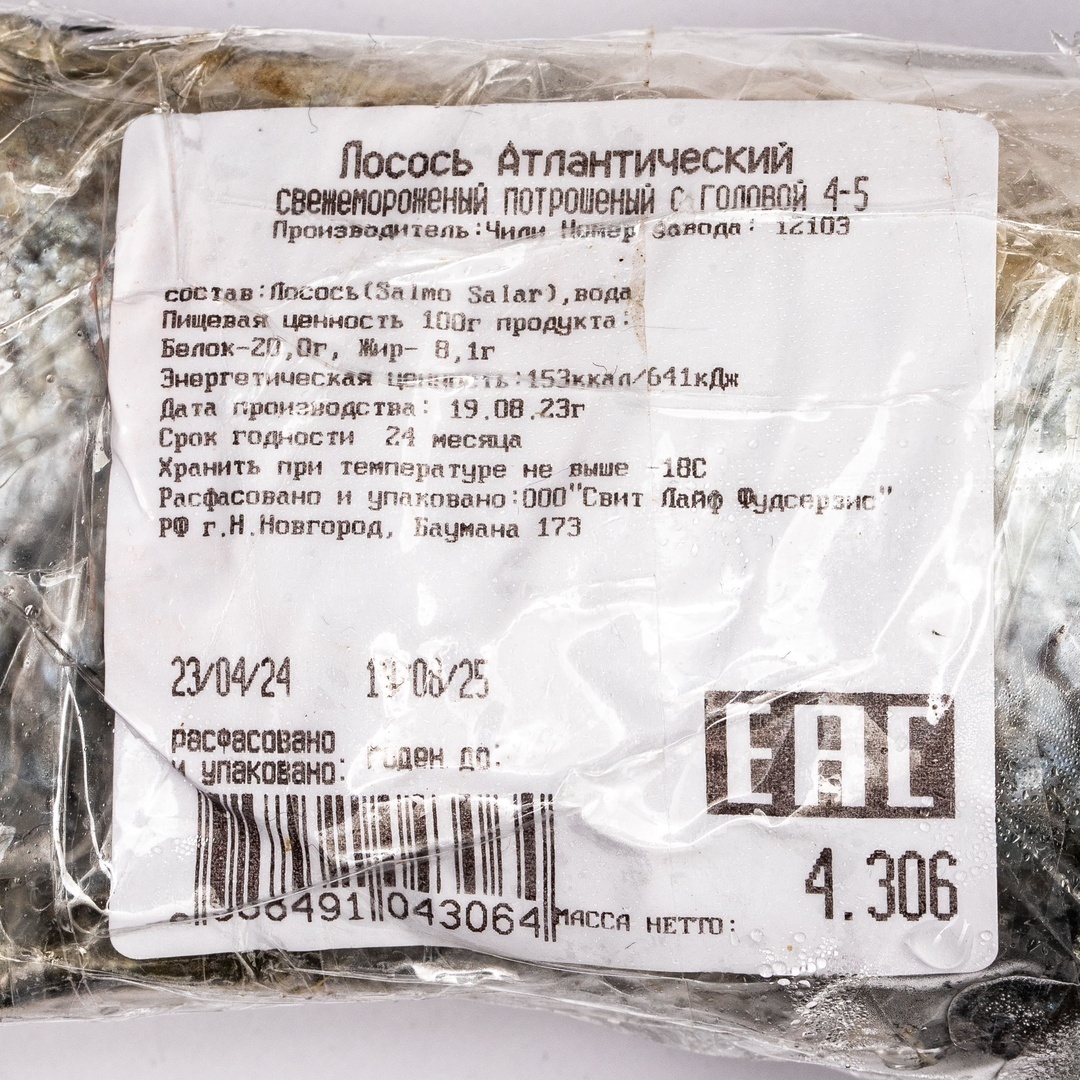 Лосось Атлантический
свежемороженый потрошеный с головой 4-5
Производитель:Чили Номер завода: 12103
состав:Лосось(Salmo Salar),вода
Пищевая ценность 100г продукта:
Белок-20,0г, Жир- 8,1г
Энергетическая ценность:153ккал/641кДж
Дата производства: 19.08.23г
Срок годности 24 месяца
Хранить при температуре не выше -18С
Расфасовано и упаковано:ООО"Свит Лайф Фудсервис"
РФ г.Н.Новгород, Баумана 173
23/04/24 19/08/25
расфасовано
и упаковано: годен до:
EAC
4.306
043064 МАССА НЕТТО: